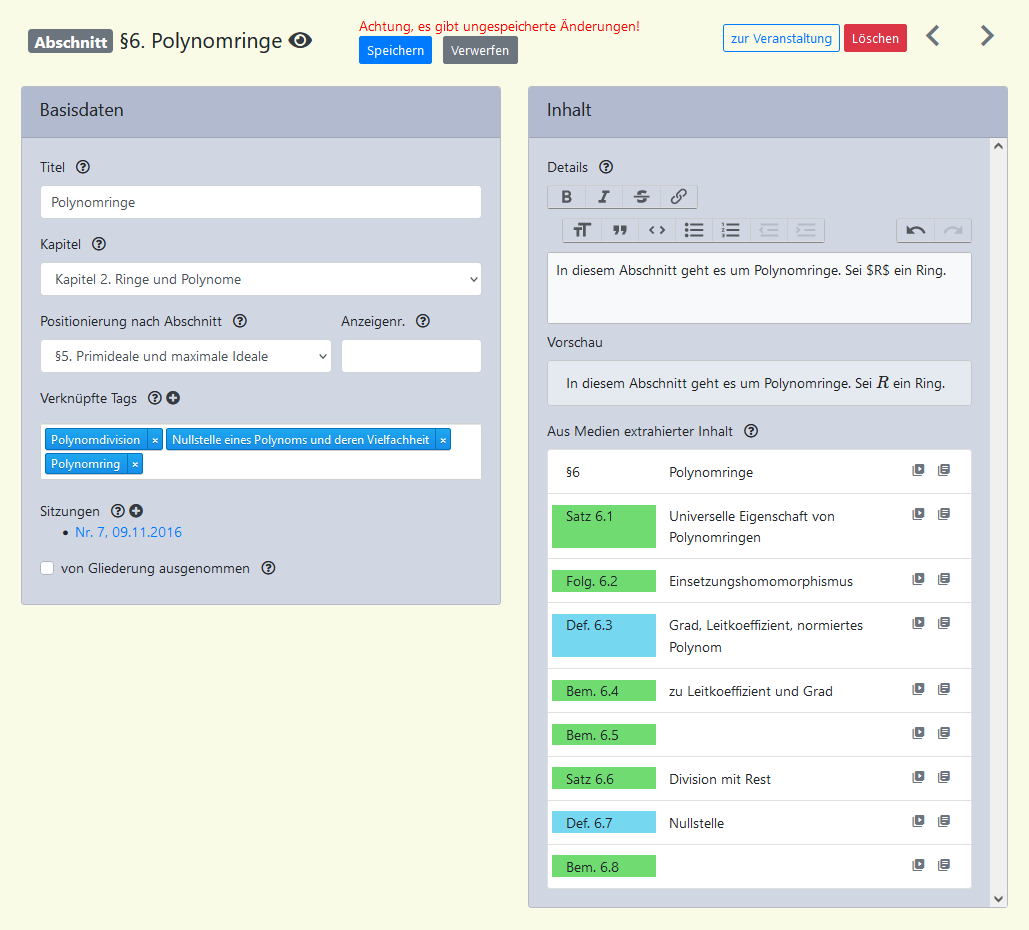 Abschnitt §6. Polynomringe
Achtung, es gibt ungespeicherte Änderungen!
Speichern Verwerfen
zur Veranstaltung Löschen
Basisdaten
Titel
Polynomringe
Kapitel
Kapitel 2. Ringe und Polynome
Positionierung nach Abschnitt Anzeigenr.
§5. Primideale und maximale Ideale
Verknüpfte Tags
Polynomdivision × Nullstelle eines Polynoms und deren Vielfachheit ×
Polynomring ×
Sitzungen
• Nr. 7, 09.11.2016
von Gliederung ausgenommen
Inhalt
Details
In diesem Abschnitt geht es um Polynomringe. Sei $R$ ein Ring.
Vorschau
In diesem Abschnitt geht es um Polynomringe. Sei R ein Ring.
Aus Medien extrahierter Inhalt
§6 Polynomringe
Satz 6.1 Universelle Eigenschaft von
Polynomringen
Folg. 6.2 Einsetzungshomomorphismus
Def. 6.3 Grad, Leitkoeffizient, normiertes
Polynom
Bem. 6.4 zu Leitkoeffizient und Grad
Bem. 6.5
Satz 6.6 Division mit Rest
Def. 6.7 Nullstelle
Bem. 6.8